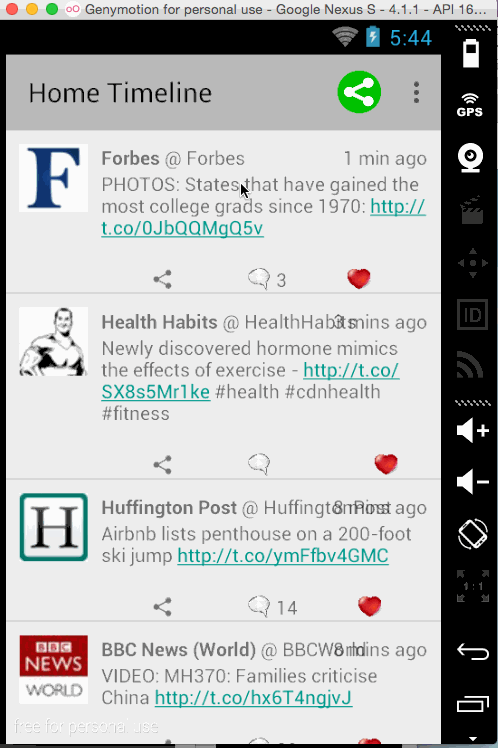 Genymotion for personal use - Google Nexus S - 4.1.1 - API 16...
5:44
Home Timeline
GPS
Forbes @ Forbes 1 min ago
PHOTOS: States that have gained the
most college grads since 1970: http://
t.co/0JbQQMgQ5v
3
Health Habits @ HealthHabits 3 mins ago
Newly discovered hormone mimics
the effects of exercise - http://t.co/
SX8s5Mr1ke #health #cdnhealth
#fitness
ID
Huffington Post @ Huffington Post 8 mins ago
Airbnb lists penthouse on a 200-foot
ski jump http://t.co/ymFfbv4GMC
1:1
14
BBC News (World) @ BBCWorld 8 mins ago
VIDEO: MH370: Families criticise
China http://t.co/hx6T4ngjvJ
F
H
BBC
NEWS
WORLD
free for personal use